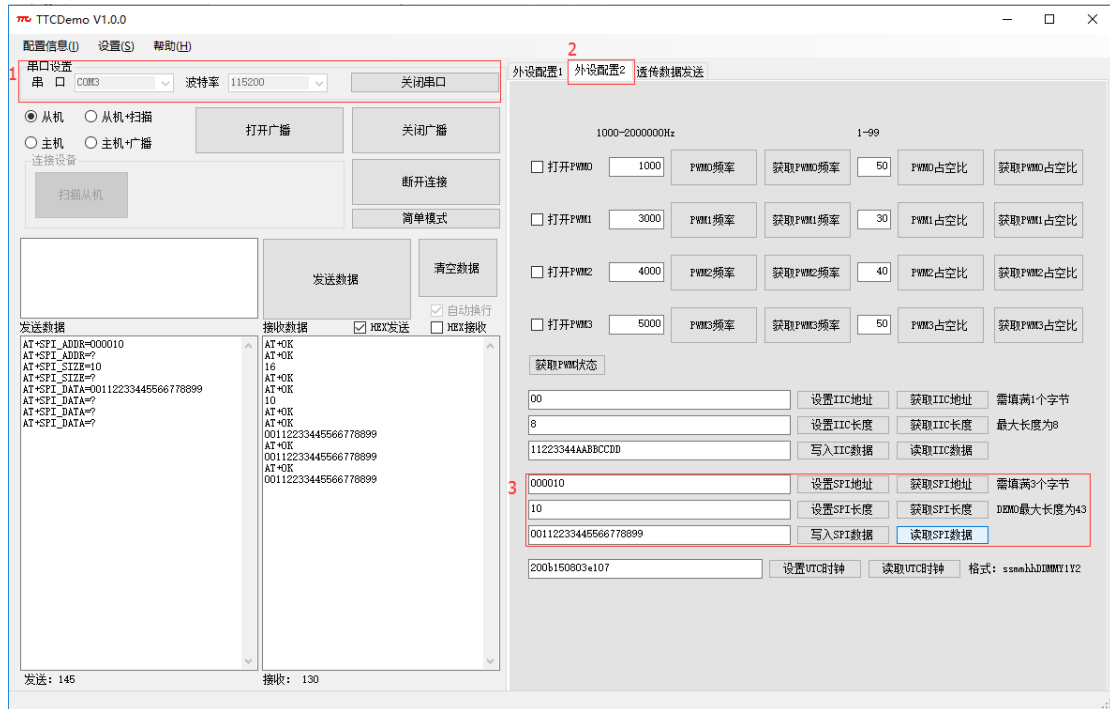 TTCDemo V1.0.0
配置信息(I) 设置(S) 帮助(H)
1
串口设置
串 口 COM3 波特率 115200 关闭串口
从机 从机+扫描
主机 主机+广播
打开广播 关闭广播
连接设备
扫描从机
断开连接
简单模式
发送数据 清空数据
自动换行
发送数据
接收数据 HEX发送 HEX接收
AT+SPI_ADDR=000010
AT+SPI_ADDR=?
AT+SPI_SIZE=10
AT+SPI_SIZE=?
AT+SPI_DATA=00112233445566778899
AT+SPI_DATA=?
AT+SPI_DATA=?
AT+SPI_DATA=?
AT+OK
AT+OK
16
AT+OK
AT+OK
10
AT+OK
AT+OK
00112233445566778899
AT+OK
00112233445566778899
AT+OK
00112233445566778899
发送: 145
接收: 130
2
外设配置1 外设配置2 透传数据发送
1000-2000000Hz 1-99
打开PWM0 1000 PWM0频率 获取PWM0频率 50 PWM0占空比 获取PWM0占空比
打开PWM1 3000 PWM1频率 获取PWM1频率 30 PWM1占空比 获取PWM1占空比
打开PWM2 4000 PWM2频率 获取PWM2频率 40 PWM2占空比 获取PWM2占空比
打开PWM3 5000 PWM3频率 获取PWM3频率 50 PWM3占空比 获取PWM3占空比
获取PWM状态
00 设置IIC地址 获取IIC地址 需填满1个字节
8 设置IIC长度 获取IIC长度 最大长度为8
11223344AABBCCDD 写入IIC数据 读取IIC数据
3
000010 设置SPI地址 获取SPI地址 需填满3个字节
10 设置SPI长度 获取SPI长度 DEMO最大长度为43
00112233445566778899 写入SPI数据 读取SPI数据
200b150803e107 设置UTC时钟 读取UTC时钟 格式: ssmmhhDDMMY1Y2